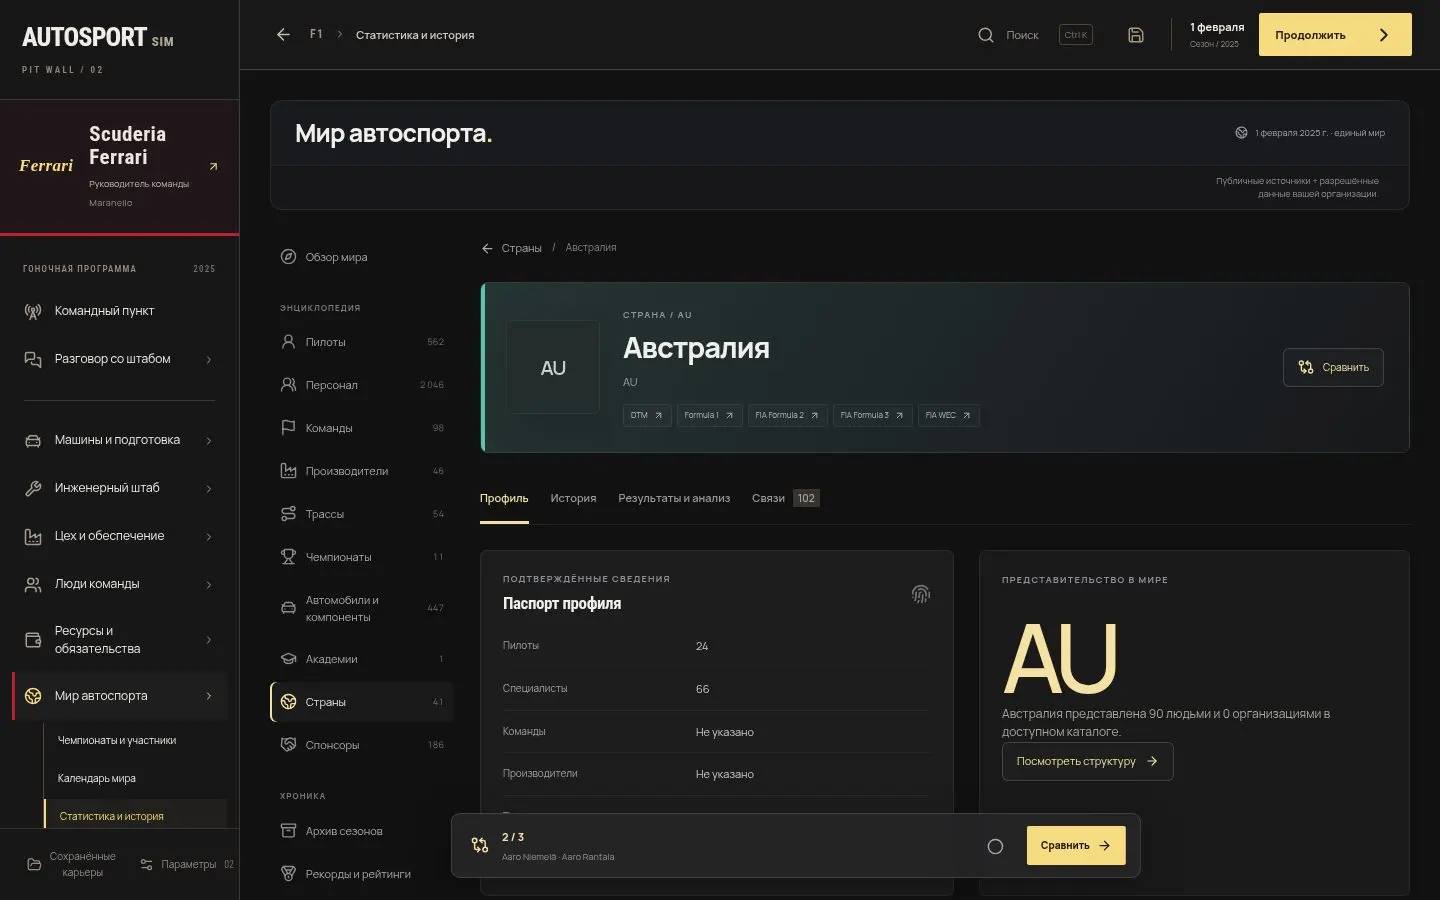 AUTOSPORT SIM
PIT WALL / 02
Ferrari
Scuderia
Ferrari
Руководитель команды
Maranello
ГОНОЧНАЯ ПРОГРАММА 2025
Командный пункт
Разговор со штабом
Машины и подготовка
Инженерный штаб
Цех и обеспечение
Люди команды
Ресурсы и
обязательства
Мир автоспорта
Чемпионаты и участники
Календарь мира
Статистика и история
Сохранённые
карьеры
Параметры 02
F1 Статистика и история
Поиск Ctrl K
1 февраля
Сезон / 2025
Продолжить
Мир автоспорта.
1 февраля 2025 г. · единый мир
Публичные источники + разрешённые
данные вашей организации.
Обзор мира
ЭНЦИКЛОПЕДИЯ
Пилоты 562
Персонал 2 046
Команды 98
Производители 46
Трассы 54
Чемпионаты 11
Автомобили и
компоненты 447
Академии 1
Страны 41
Спонсоры 186
ХРОНИКА
Архив сезонов
Рекорды и рейтинги
Страны / Австралия
AU
СТРАНА / AU
Австралия
AU
DTM Formula 1 FIA Formula 2 FIA Formula 3 FIA WEC
Сравнить
Профиль История Результаты и анализ Связи 102
ПОДТВЕРЖДЁННЫЕ СВЕДЕНИЯ
Паспорт профиля
Пилоты 24
Специалисты 66
Команды Не указано
Производители Не указано
ПРЕДСТАВИТЕЛЬСТВО В МИРЕ
AU
Австралия представлена 90 людьми и 0 организациями в
доступном каталоге.
Посмотреть структуру
2 / 3
Aaro Niemelä · Aaro Rantala
Сравнить